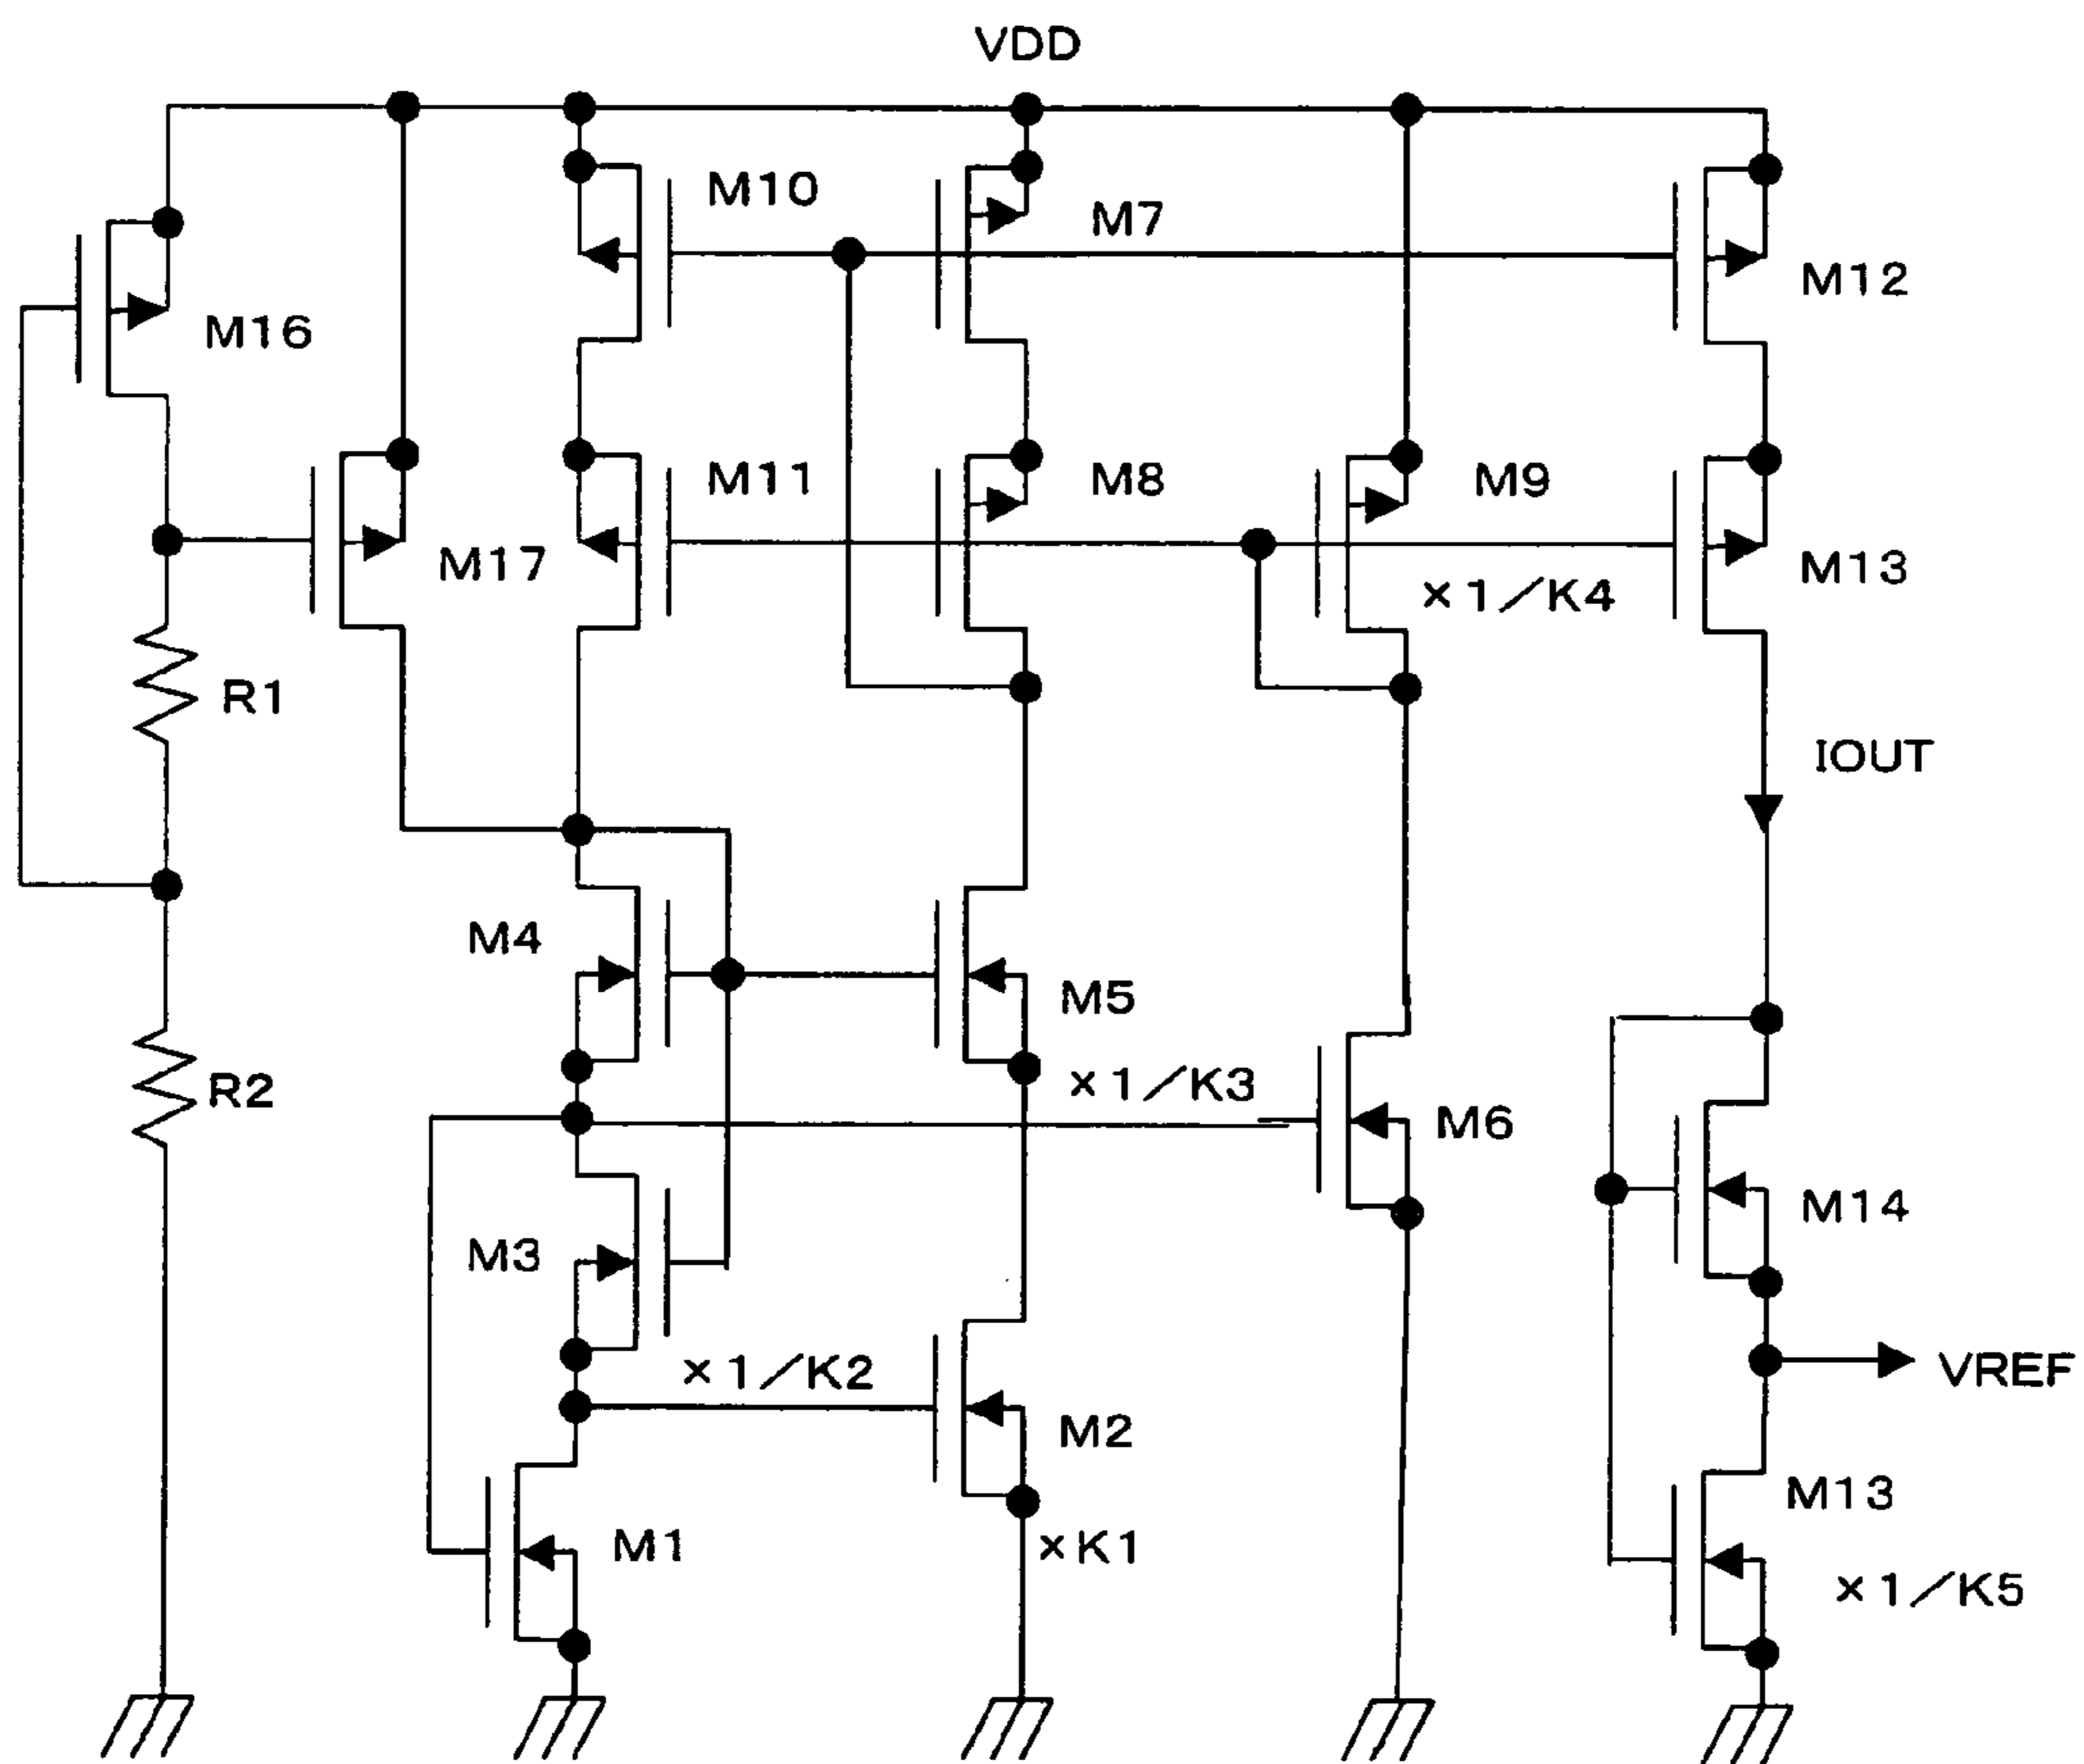 VDD
M10
M7
M12
M16
M11
M8
M9
M17
×1/K4
M13
R1
IOUT
M4
M5
R2
×1/K3
M6
M14
M3
×1/K2
VREF
M2
M13
M1
×K1
×1/K5